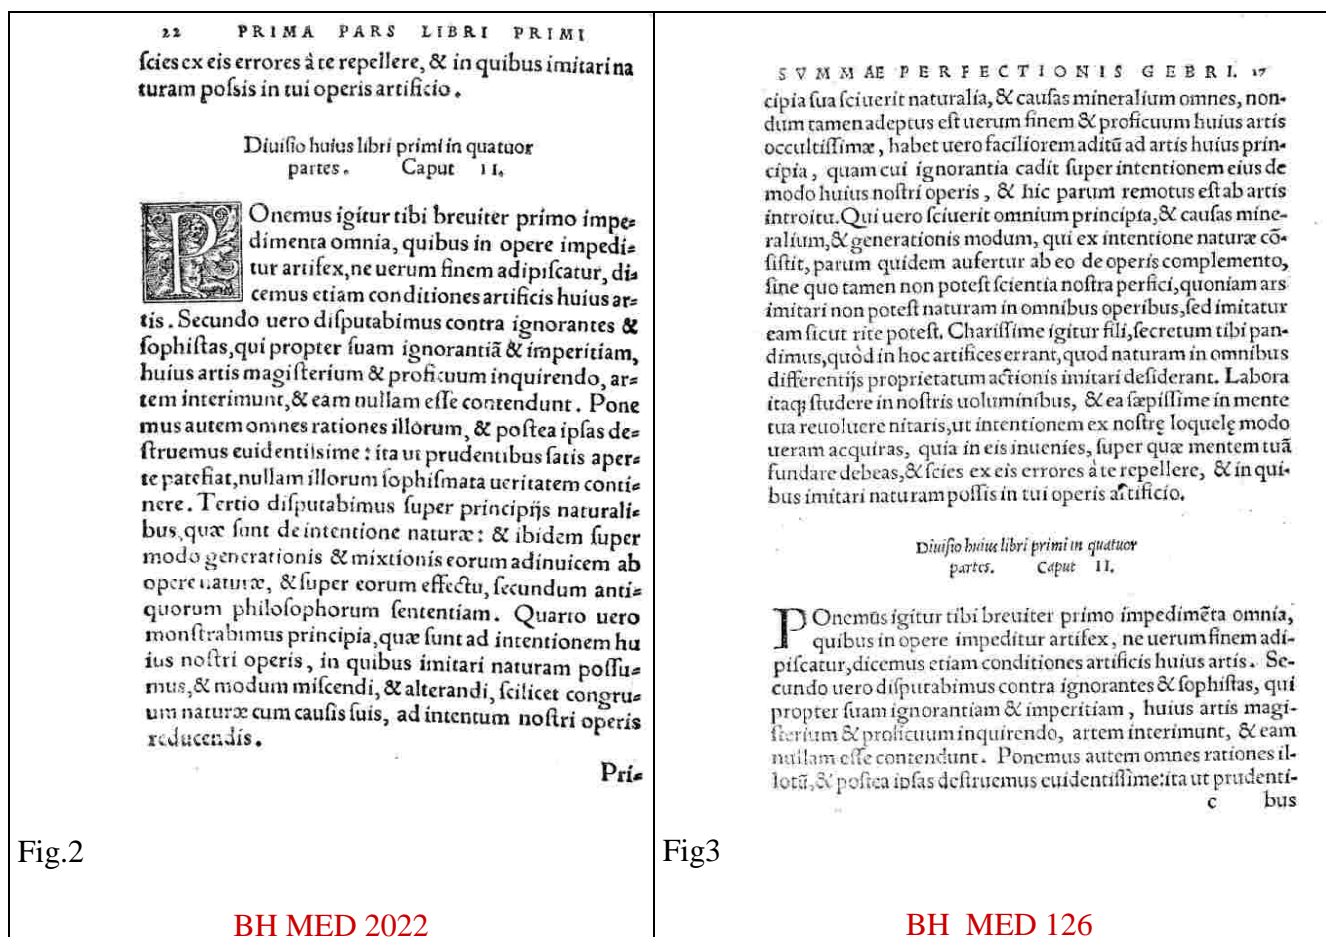 22 PRIMA PARS LIBRI PRIMI
ſcies ex eis errores à te repellere, & in quibus imitari na
turam poſsis in tui operis artificio.
Diuiſio huius libri primi in quatuor
partes. Caput II.
POnemus igitur tibi breuiter primo impe=
dimenta omnia, quibus in opere impedi=
tur artifex, ne uerum finem adipiſcatur, di=
cemus etiam conditiones artificis huius ar=
tis. Secundo uero diſputabimus contra ignorantes &
ſophiſtas, qui propter ſuam ignorantiã & imperitiam,
huius artis magiſterium & proficuum inquirendo, ar=
tem interimunt, & eam nullam eſſe contendunt. Pone
mus autem omnes rationes illorum, & poſtea ipſas de=
ſtruemus euidentiſsime : ita ut prudentibus ſatis aper=
te pateſiat, nullam illorum ſophiſmata ueritatem conti=
nere. Tertio diſputabimus ſuper principijs naturali=
bus, quæ ſunt de intentione naturæ: & ibidem ſuper
modo generationis & mixtionis eorum adinuicem ab
opere naturæ, & ſuper eorum effectu, ſecundum anti=
quorum philoſophorum ſententiam. Quarto uero
monſtrabimus principia, quæ ſunt ad intentionem hu
ius noſtri operis, in quibus imitari naturam poſſu=
mus, & modum miſcendi, & alterandi, ſcilicet congru=
um naturæ cum cauſis ſuis, ad intentum noſtri operis
reducendis.
Pri=
Fig.2
BH MED 2022
SVMMAE PERFECTIONIS GEBRI. 17
cipia ſua ſciuerit naturalia, & cauſas mineralium omnes, non-
dum tamen adeptus eſt uerum finem & proficuum huius artis
occultiſſimæ, habet uero faciliorem aditũ ad artis huius prin-
cipia, quam cui ignorantia cadit ſuper intentionem eius de
modo huius noſtri operis, & hic parum remotus eſt ab artis
introitu. Qui uero ſciuerit omnium principia, & cauſas mine-
ralium, & generationis modum, qui ex intentione naturæ cõ-
ſiſtit, parum quidem aufertur ab eo de operis complemento,
ſine quo tamen non poteſt ſcientia noſtra perfici, quoniam ars
imitari non poteſt naturam in omnibus operibus, ſed imitatur
eam ſicut rite poteſt. Chariſſime igitur fili, ſecretum tibi pan-
dimus, quòd in hoc artifices errant, quod naturam in omnibus
differentijs proprietatum actionis imitari deſiderant. Labora
itaq; ſtudere in noſtris uoluminibus, & ea ſæpiſſime in mente
tua reuoluere nitaris, ut intentionem ex noſtrę loquelę modo
ueram acquiras, quia in eis inuenies, ſuper quæ mentem tuã
fundare debeas, & ſcies ex eis errores à te repellere, & in qui-
bus imitari naturam poſſis in tui operis artificio.
Diuiſio huius libri primi in quatuor
partes. Caput II.
POnemus igitur tibi breuiter primo impedimẽta omnia,
quibus in opere impeditur artifex, ne uerum finem adi-
piſcatur, dicemus etiam conditiones artificis huius artis. Se-
cundo uero diſputabimus contra ignorantes & ſophiſtas, qui
propter ſuam ignorantiam & imperitiam, huius artis magi-
ſterium & proficuum inquirendo, artem interimunt, & eam
nullam eſſe contendunt. Ponemus autem omnes rationes il-
lorũ, & poſtea ipſas deſtruemus euidentiſſime: ita ut prudenti-
c bus
Fig3
BH MED 126